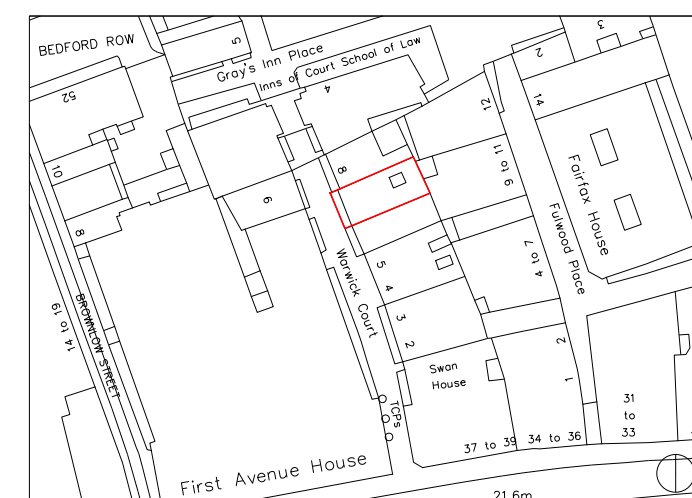 BEDFORD ROW
5
Gray's Inn Place
Inns of Court School of Law
3
2
52
4
12
14
10
8
11
to
9
Fairfax House
6
8
Fulwood Place
Warwick Court
5
4
7
to
4
14 to 19
BROWNLOW STREET
3
2
2
Swan
House
1
31
to
33
TCPs
37 to 39
34 to 36
First Avenue House
21.6m